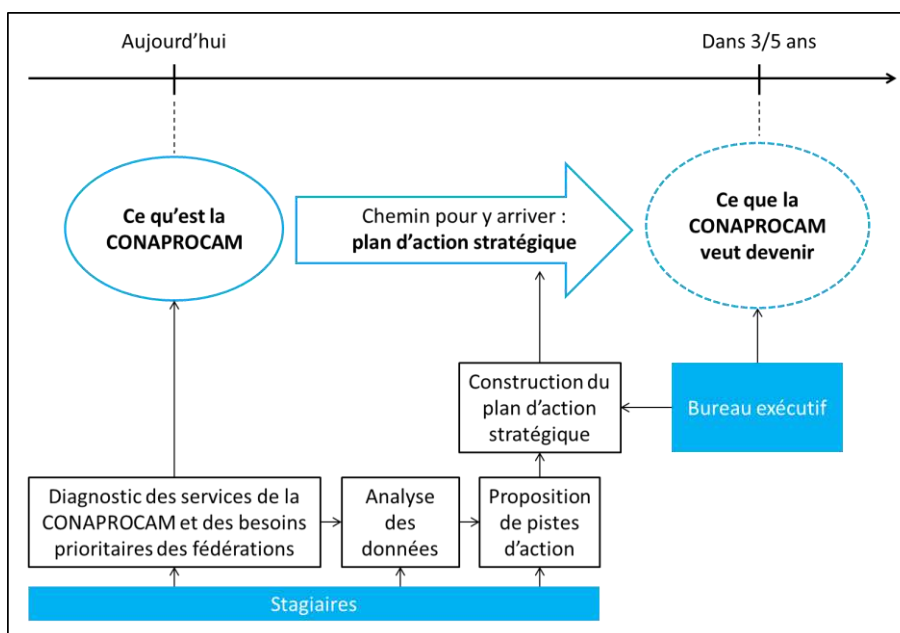 Aujourd'hui
Dans 3/5 ans
Ce qu'est la
CONAPROCAM
Chemin pour y arriver :
plan d'action stratégique
Ce que la
CONAPROCAM
veut devenir
Construction du
plan d'action
stratégique
Bureau exécutif
Diagnostic des services de la
CONAPROCAM et des besoins
prioritaires des fédérations
Analyse
des
données
Proposition
de pistes
d'action
Stagiaires